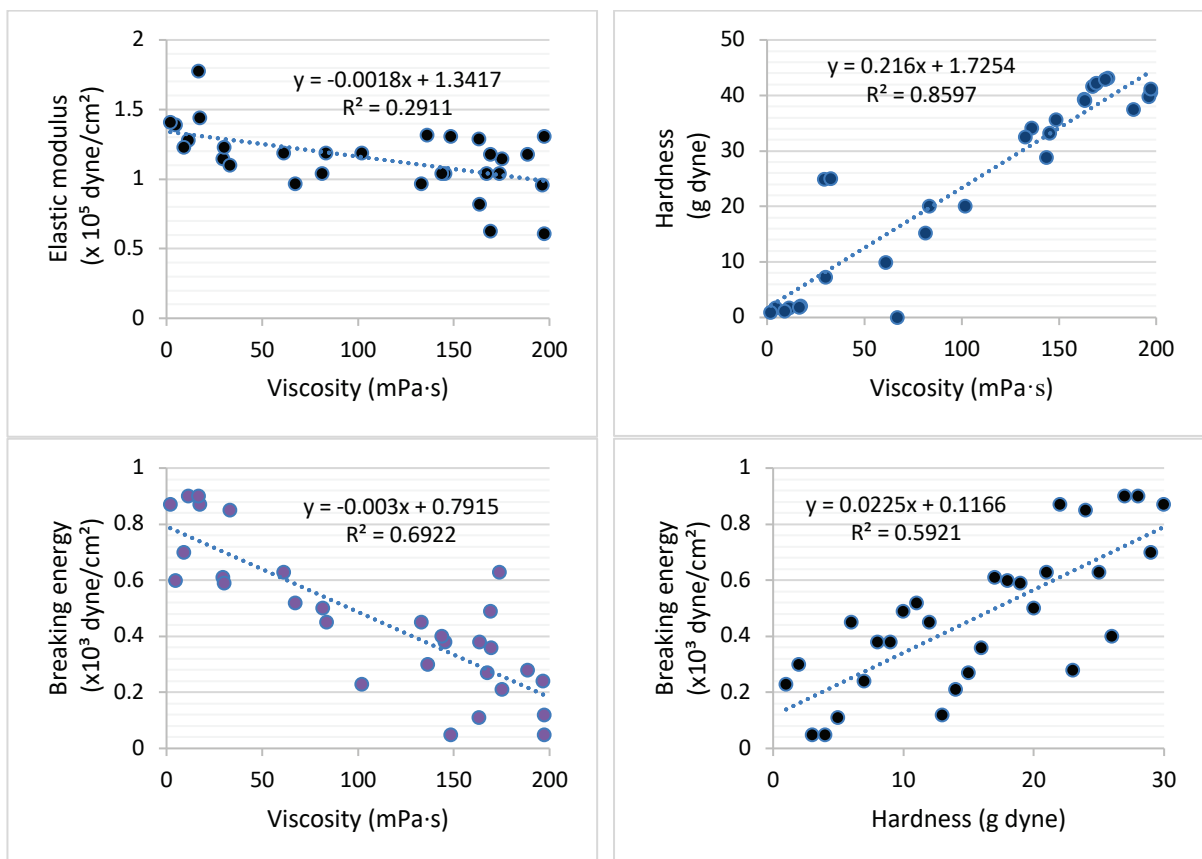 2
1.5
1
0.5
0
0
50
100
150
200
y = -0.0018x + 1.3417
R² = 0.2911
Elastic modulus
(x 10⁵ dyne/cm²)
Viscosity (mPa·s)
50
40
30
20
10
0
0
50
100
150
200
y = 0.216x + 1.7254
R² = 0.8597
Hardness
(g dyne)
Viscosity (mPa·s)
1
0.8
0.6
0.4
0.2
0
0
50
100
150
200
y = -0.003x + 0.7915
R² = 0.6922
Breaking energy
(x10³ dyne/cm²)
Viscosity (mPa·s)
1
0.8
0.6
0.4
0.2
0
0
10
20
30
y = 0.0225x + 0.1166
R² = 0.5921
Breaking energy
(x10³ dyne/cm²)
Hardness (g dyne)